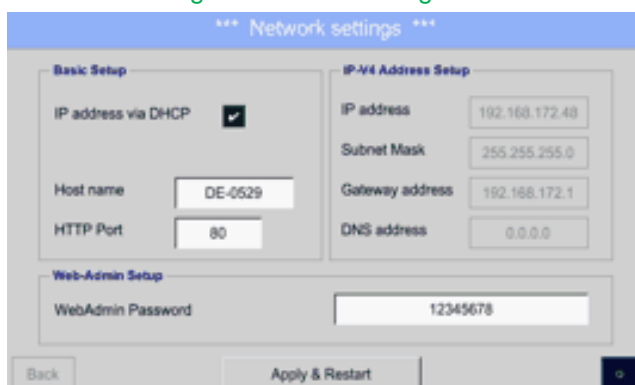 *** Network settings ***
Basic Setup
IP address via DHCP
Host name DE-0529
HTTP Port 80
IP-V4 Address Setup
IP address 192.168.172.48
Subnet Mask 255.255.255.0
Gateway address 192.168.172.1
DNS address 0.0.0.0
Web-Admin Setup
WebAdmin Password 12345678
Back Apply & Restart